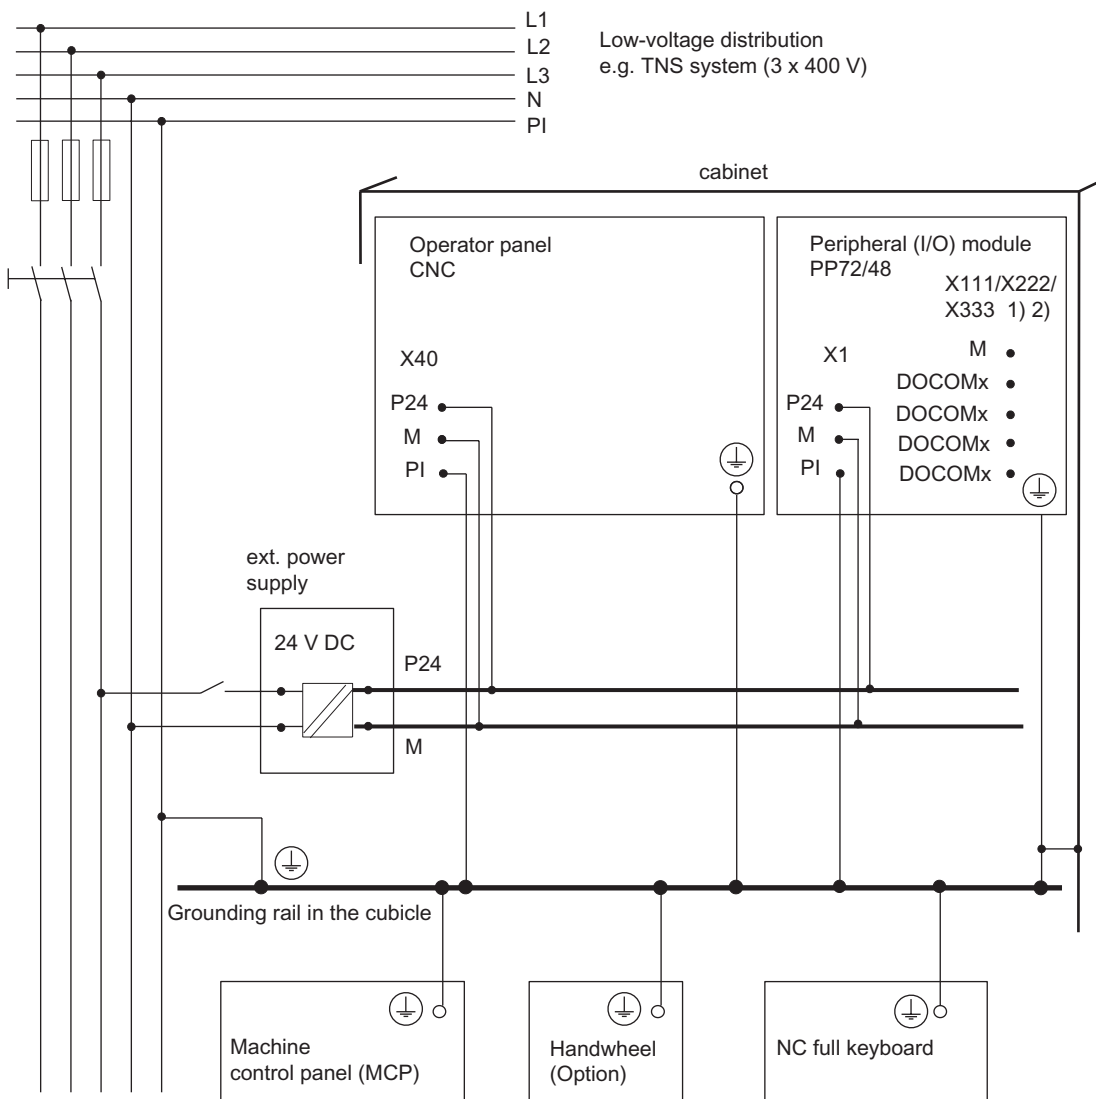 L1
L2
L3
N
PI
Low-voltage distribution
e.g. TNS system (3 x 400 V)
cabinet
Operator panel
CNC
X40
P24
M
PI
Peripheral (I/O) module
PP72/48
X111/X222/
X333 1) 2)
X1
P24
M
PI
M
DOCOMx
DOCOMx
DOCOMx
DOCOMx
ext. power
supply
24 V DC
P24
M
Grounding rail in the cubicle
Machine
control panel (MCP)
Handwheel
(Option)
NC full keyboard